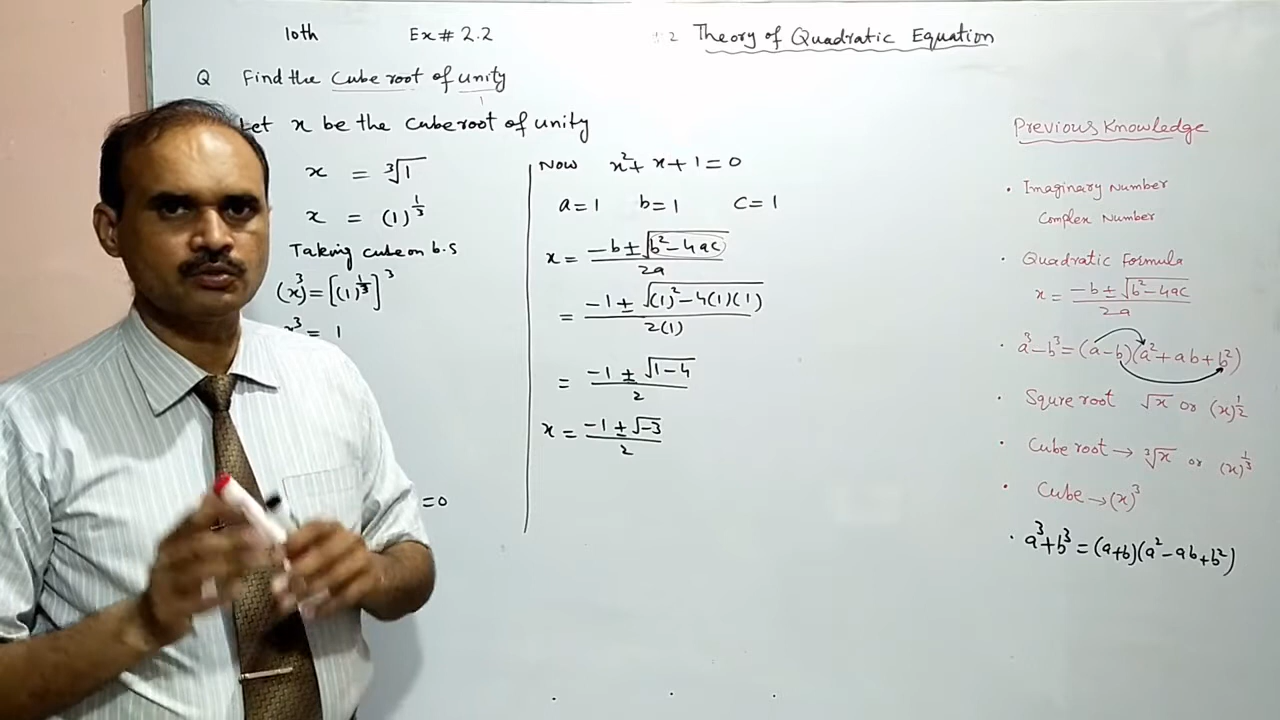 10th Ex # 2.2
2 Theory of Quadratic Equation
Q Find the cube root of unity
1
Let x be the cube root of unity
x = ∛1
x = (1)^1/3
Taking cube on b.s
(x)^3 = [(1)^1/3]^3
x^3 = 1
=0
Now x²+ x+1=0
a=1 b=1 c=1
x = (-b±√(b²-4ac))/2a
= (-1 ± √((1)²-4(1)(1)))/2(1)
= (-1 ± √(1-4))/2
x = (-1 ± √-3)/2
Previous Knowledge
• Imaginary Number
Complex Number
• Quadratic formula
x = (-b±√(b²-4ac))/2a
• a³-b³=(a-b)(a²+ab+b²)
• Squre root √x or (x)^1/2
• Cube root → ∛x or (x)^1/3
• Cube → (x)³
• a³+b³=(a+b)(a²-ab+b²)